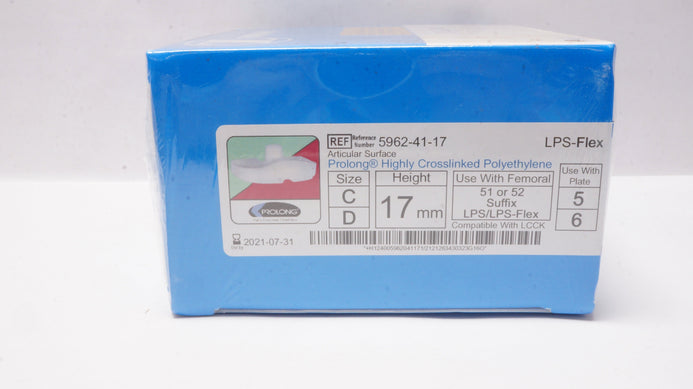 REF Reference Number 5962-41-17 LPS-Flex
Articular Surface
Prolong® Highly Crosslinked Polyethylene
Size
C
D
Height
17 mm
Use With Femoral
51 or 52
Suffix
LPS/LPS-Flex
Compatible With LCCK
Use With
Plate
5
6
PROLONG
Use by 2021-07-31